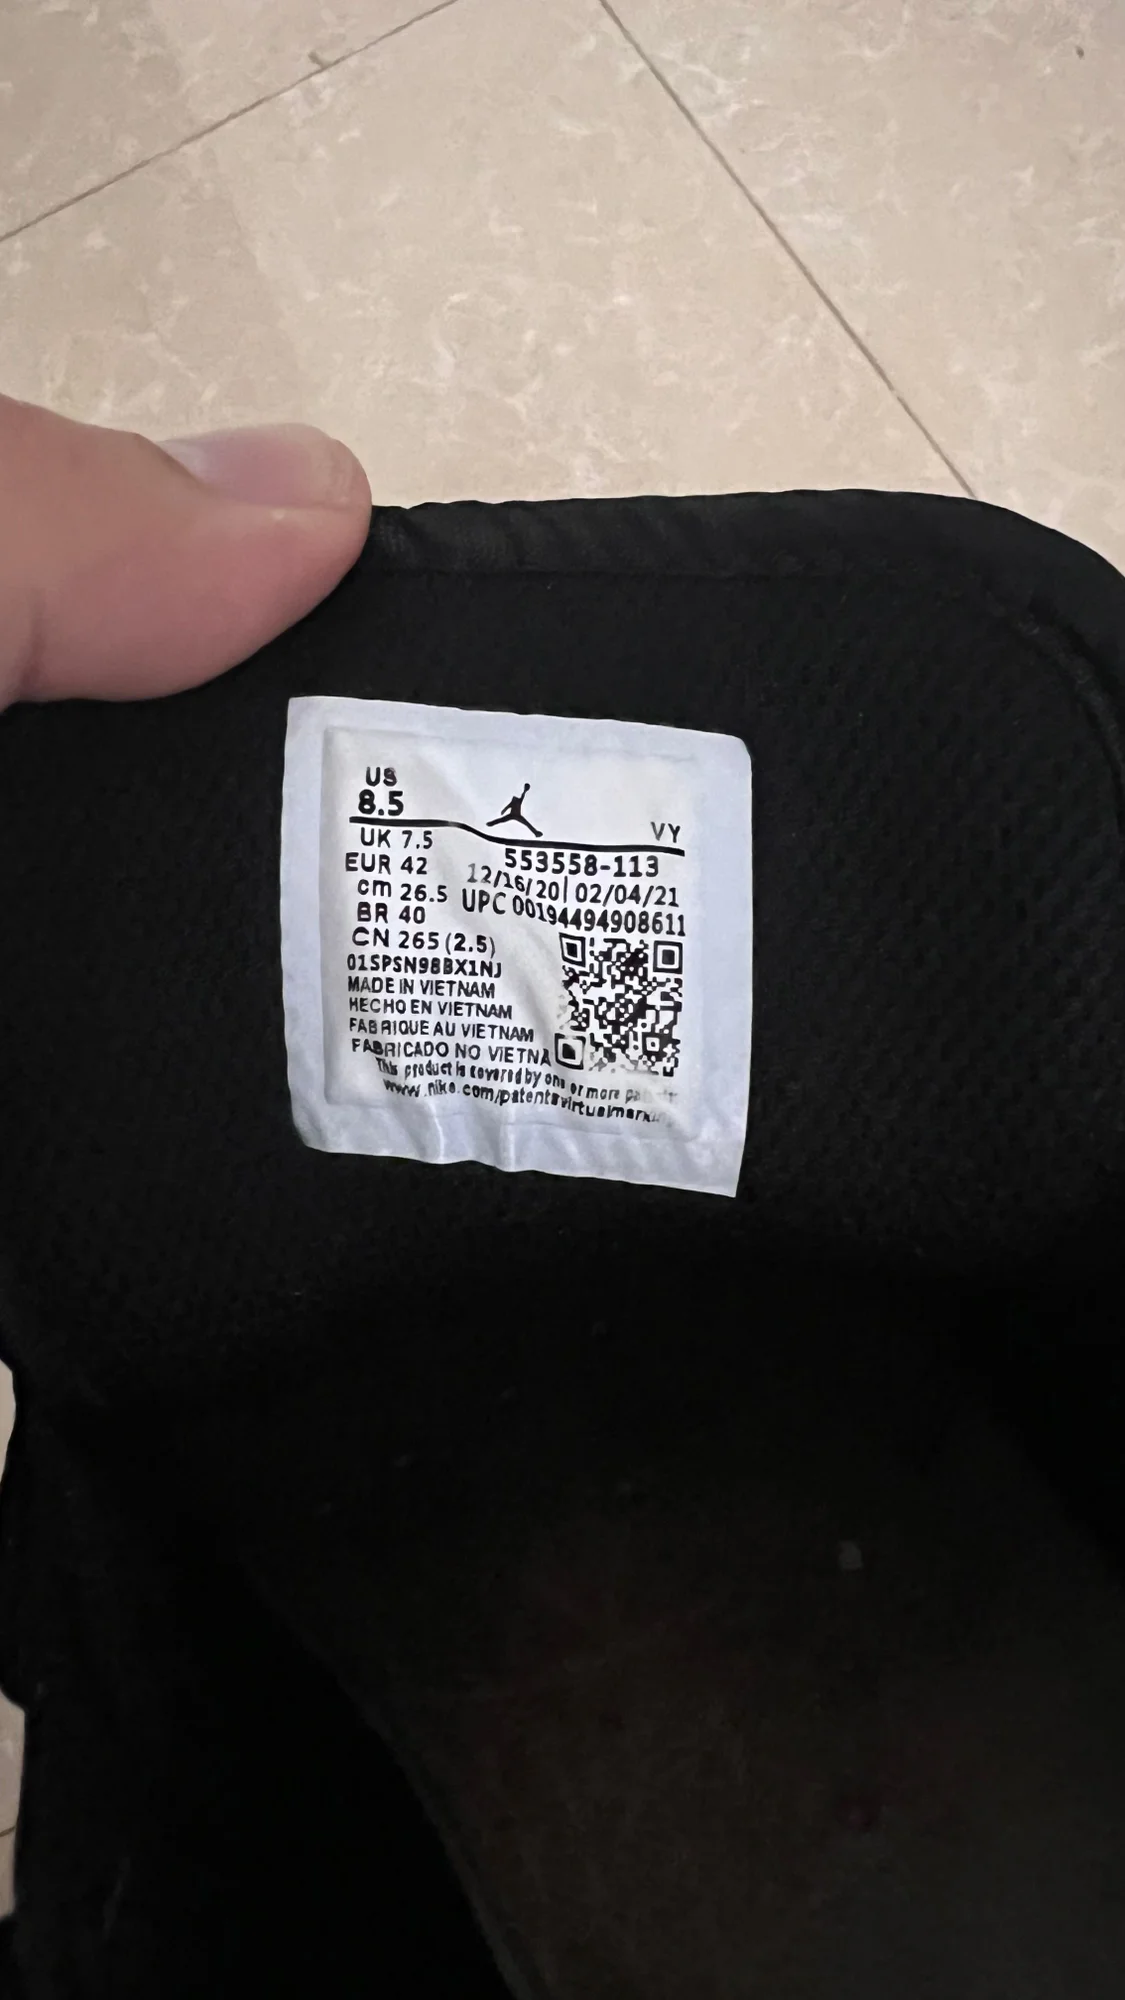 US
8.5
VY
UK 7.5
553558-113
EUR 42
12/16/20| 02/04/21
cm 26.5
UPC 00194494908611
BR 40
CN 265 (2.5)
01SPSN98BX1NJ
MADE IN VIETNAM
HECHO EN VIETNAM
FABRIQUE AU VIETNAM
FABRICADO NO VIETNA
This product is covered by one or more
www.nike.com/patents